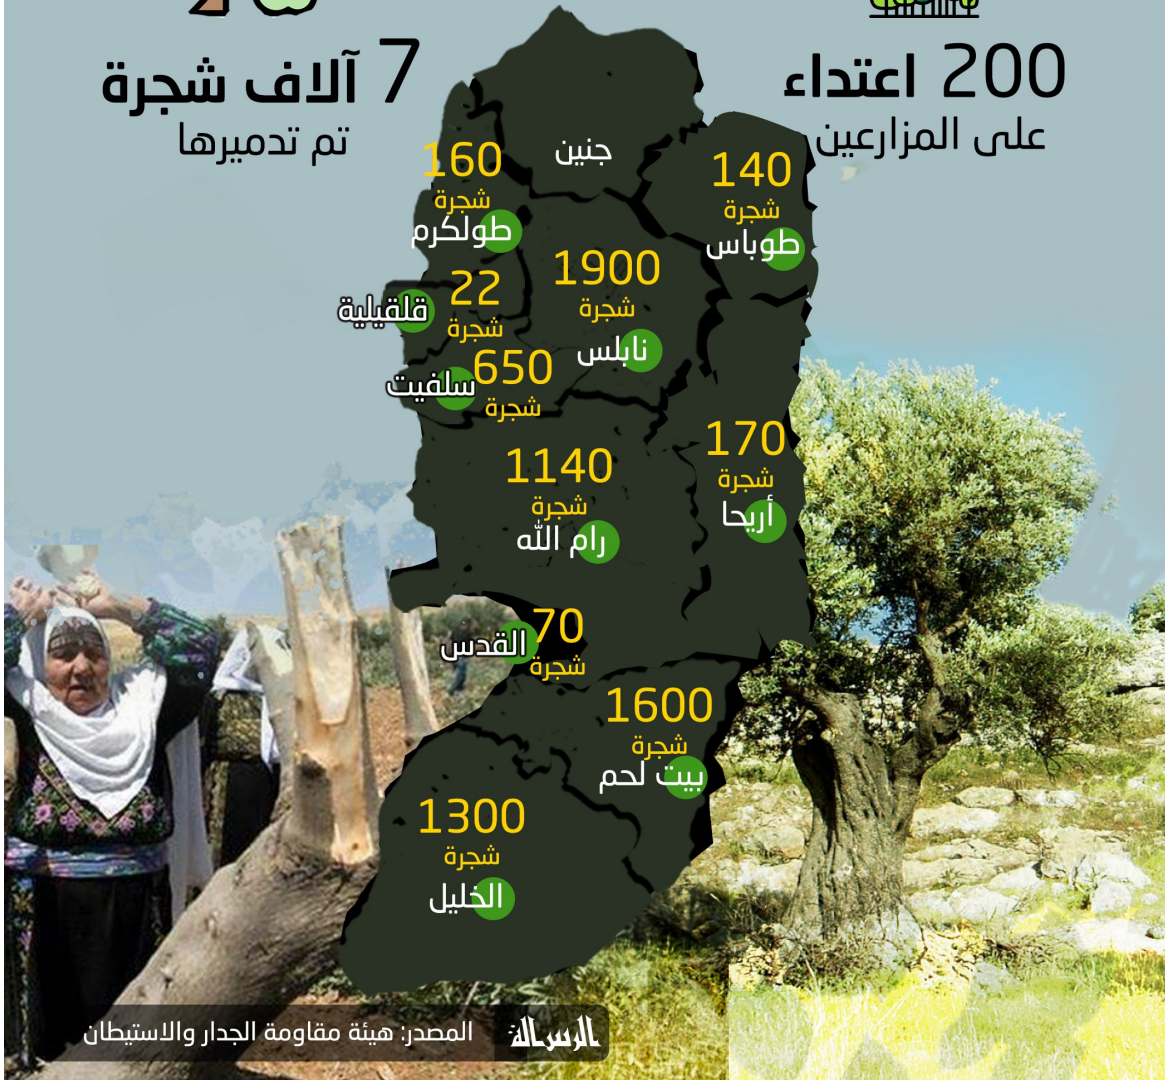 200 اعتداء
على المزارعين
7 آلاف شجرة
تم تدميرها
جنين
140
شجرة
طوباس
160
شجرة
طولكرم
1900
شجرة
نابلس
22
شجرة
قلقيلية
650
شجرة
سلفيت
170
شجرة
أريحا
1140
شجرة
رام الله
70
شجرة
القدس
1600
شجرة
بيت لحم
1300
شجرة
الخليل
الرسالة
المصدر: هيئة مقاومة الجدار والاستيطان